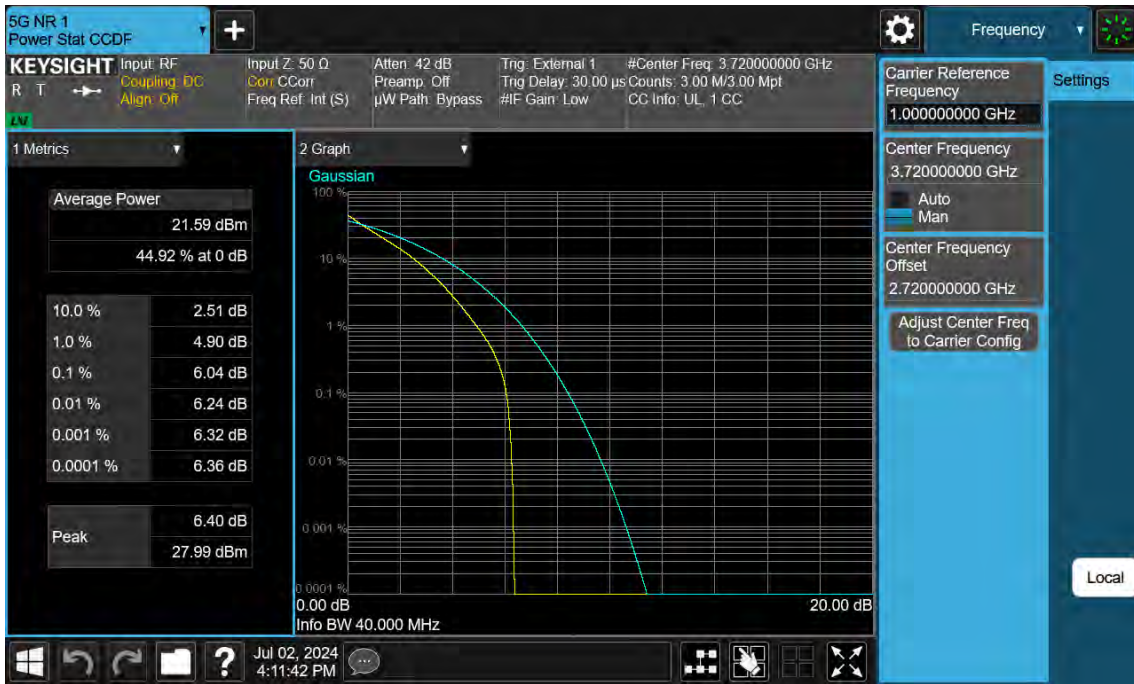 5G NR 1
Power Stat CCDF
Frequency
KEYSIGHT
R T
LNI
Input: RF
Coupling: DC
Align: Off
Input Z: 50 Ω
Corr CCorr
Freq Ref: Int (S)
Atten: 42 dB
Preamp: Off
µW Path: Bypass
Trig: External 1
Trig Delay: 30.00 µs
#IF Gain: Low
#Center Freq: 3.720000000 GHz
Counts: 3.00 M/3.00 Mpt
CC Info: UL, 1 CC
1 Metrics
Average Power
21.59 dBm
44.92 % at 0 dB
10.0 % 2.51 dB
1.0 % 4.90 dB
0.1 % 6.04 dB
0.01 % 6.24 dB
0.001 % 6.32 dB
0.0001 % 6.36 dB
Peak
6.40 dB
27.99 dBm
2 Graph
Gaussian
100 %
10 %
1 %
0.1 %
0.01 %
0.001 %
0.0001 %
0.00 dB 20.00 dB
Info BW 40.000 MHz
Carrier Reference
Frequency
1.000000000 GHz
Center Frequency
3.720000000 GHz
Auto
Man
Center Frequency
Offset
2.720000000 GHz
Adjust Center Freq
to Carrier Config
Settings
Local
?
Jul 02, 2024
4:11:42 PM